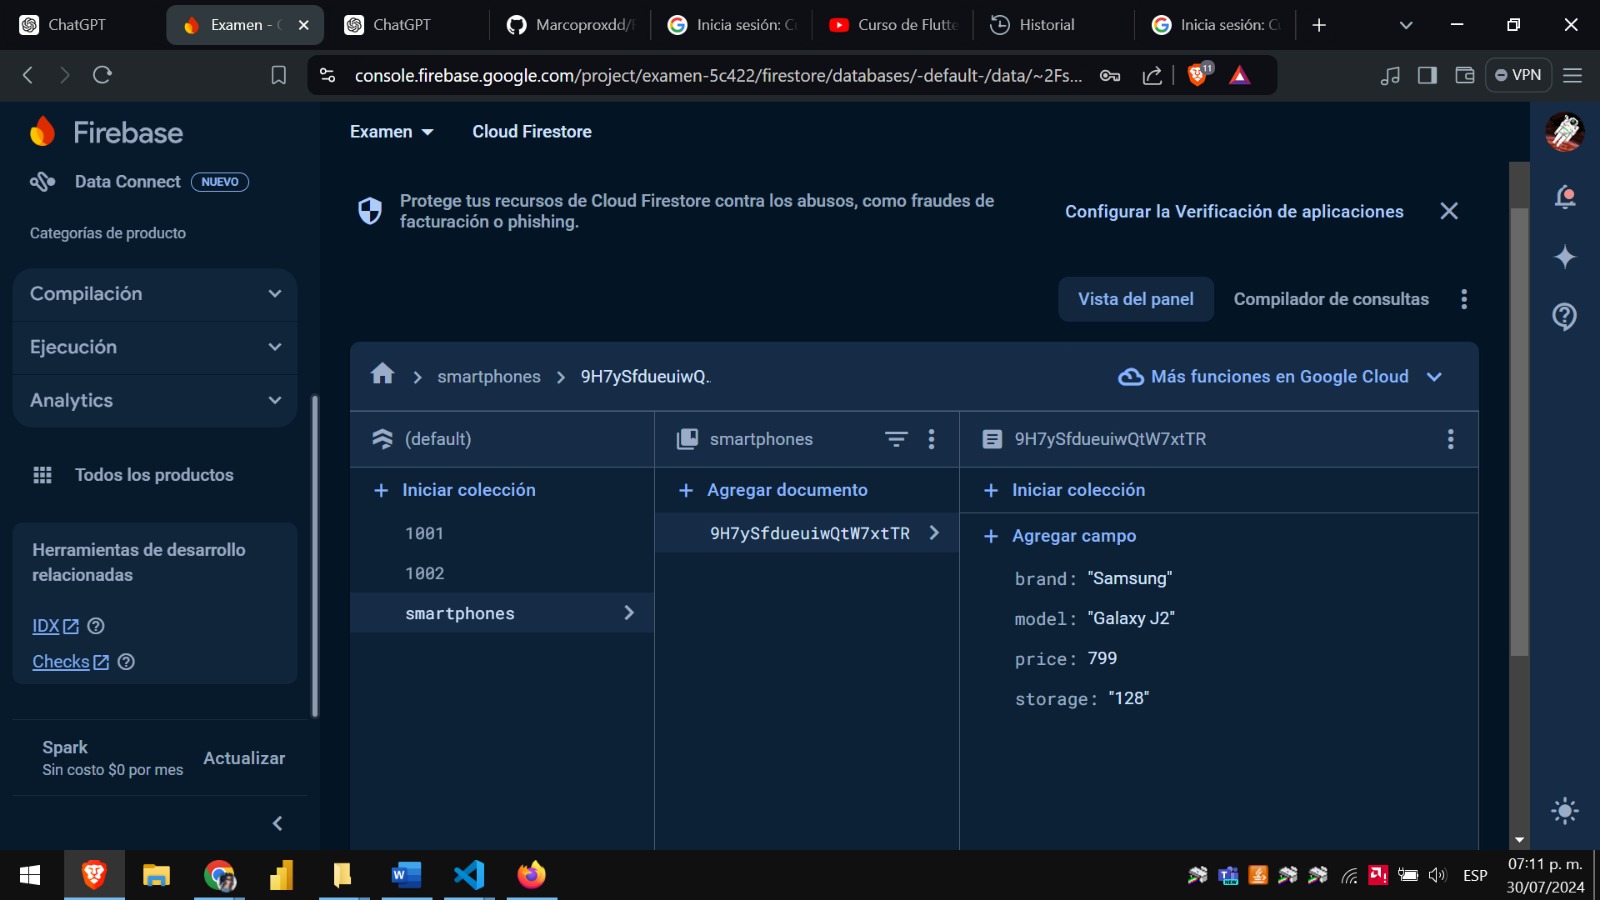 ChatGPT
Examen - C
ChatGPT
Marcoproxdd/F
Inicia sesión: Cu
Curso de Flutte
Historial
Inicia sesión: Cu
console.firebase.google.com/project/examen-5c422/firestore/databases/-default-/data/~2Fs...
11
VPN
Firebase
Data Connect NUEVO
Categorías de producto
Compilación
Ejecución
Analytics
Todos los productos
Herramientas de desarrollo
relacionadas
IDX
Checks
Spark
Sin costo $0 por mes
Actualizar
Examen
Cloud Firestore
Protege tus recursos de Cloud Firestore contra los abusos, como fraudes de
facturación o phishing.
Configurar la Verificación de aplicaciones
Vista del panel
Compilador de consultas
smartphones
9H7ySfdueuiwQ..
Más funciones en Google Cloud
(default)
Iniciar colección
1001
1002
smartphones
smartphones
Agregar documento
9H7ySfdueuiwQtW7xtTR
9H7ySfdueuiwQtW7xtTR
Iniciar colección
Agregar campo
brand: "Samsung"
model: "Galaxy J2"
price: 799
storage: "128"
ESP
07:11 p. m.
30/07/2024